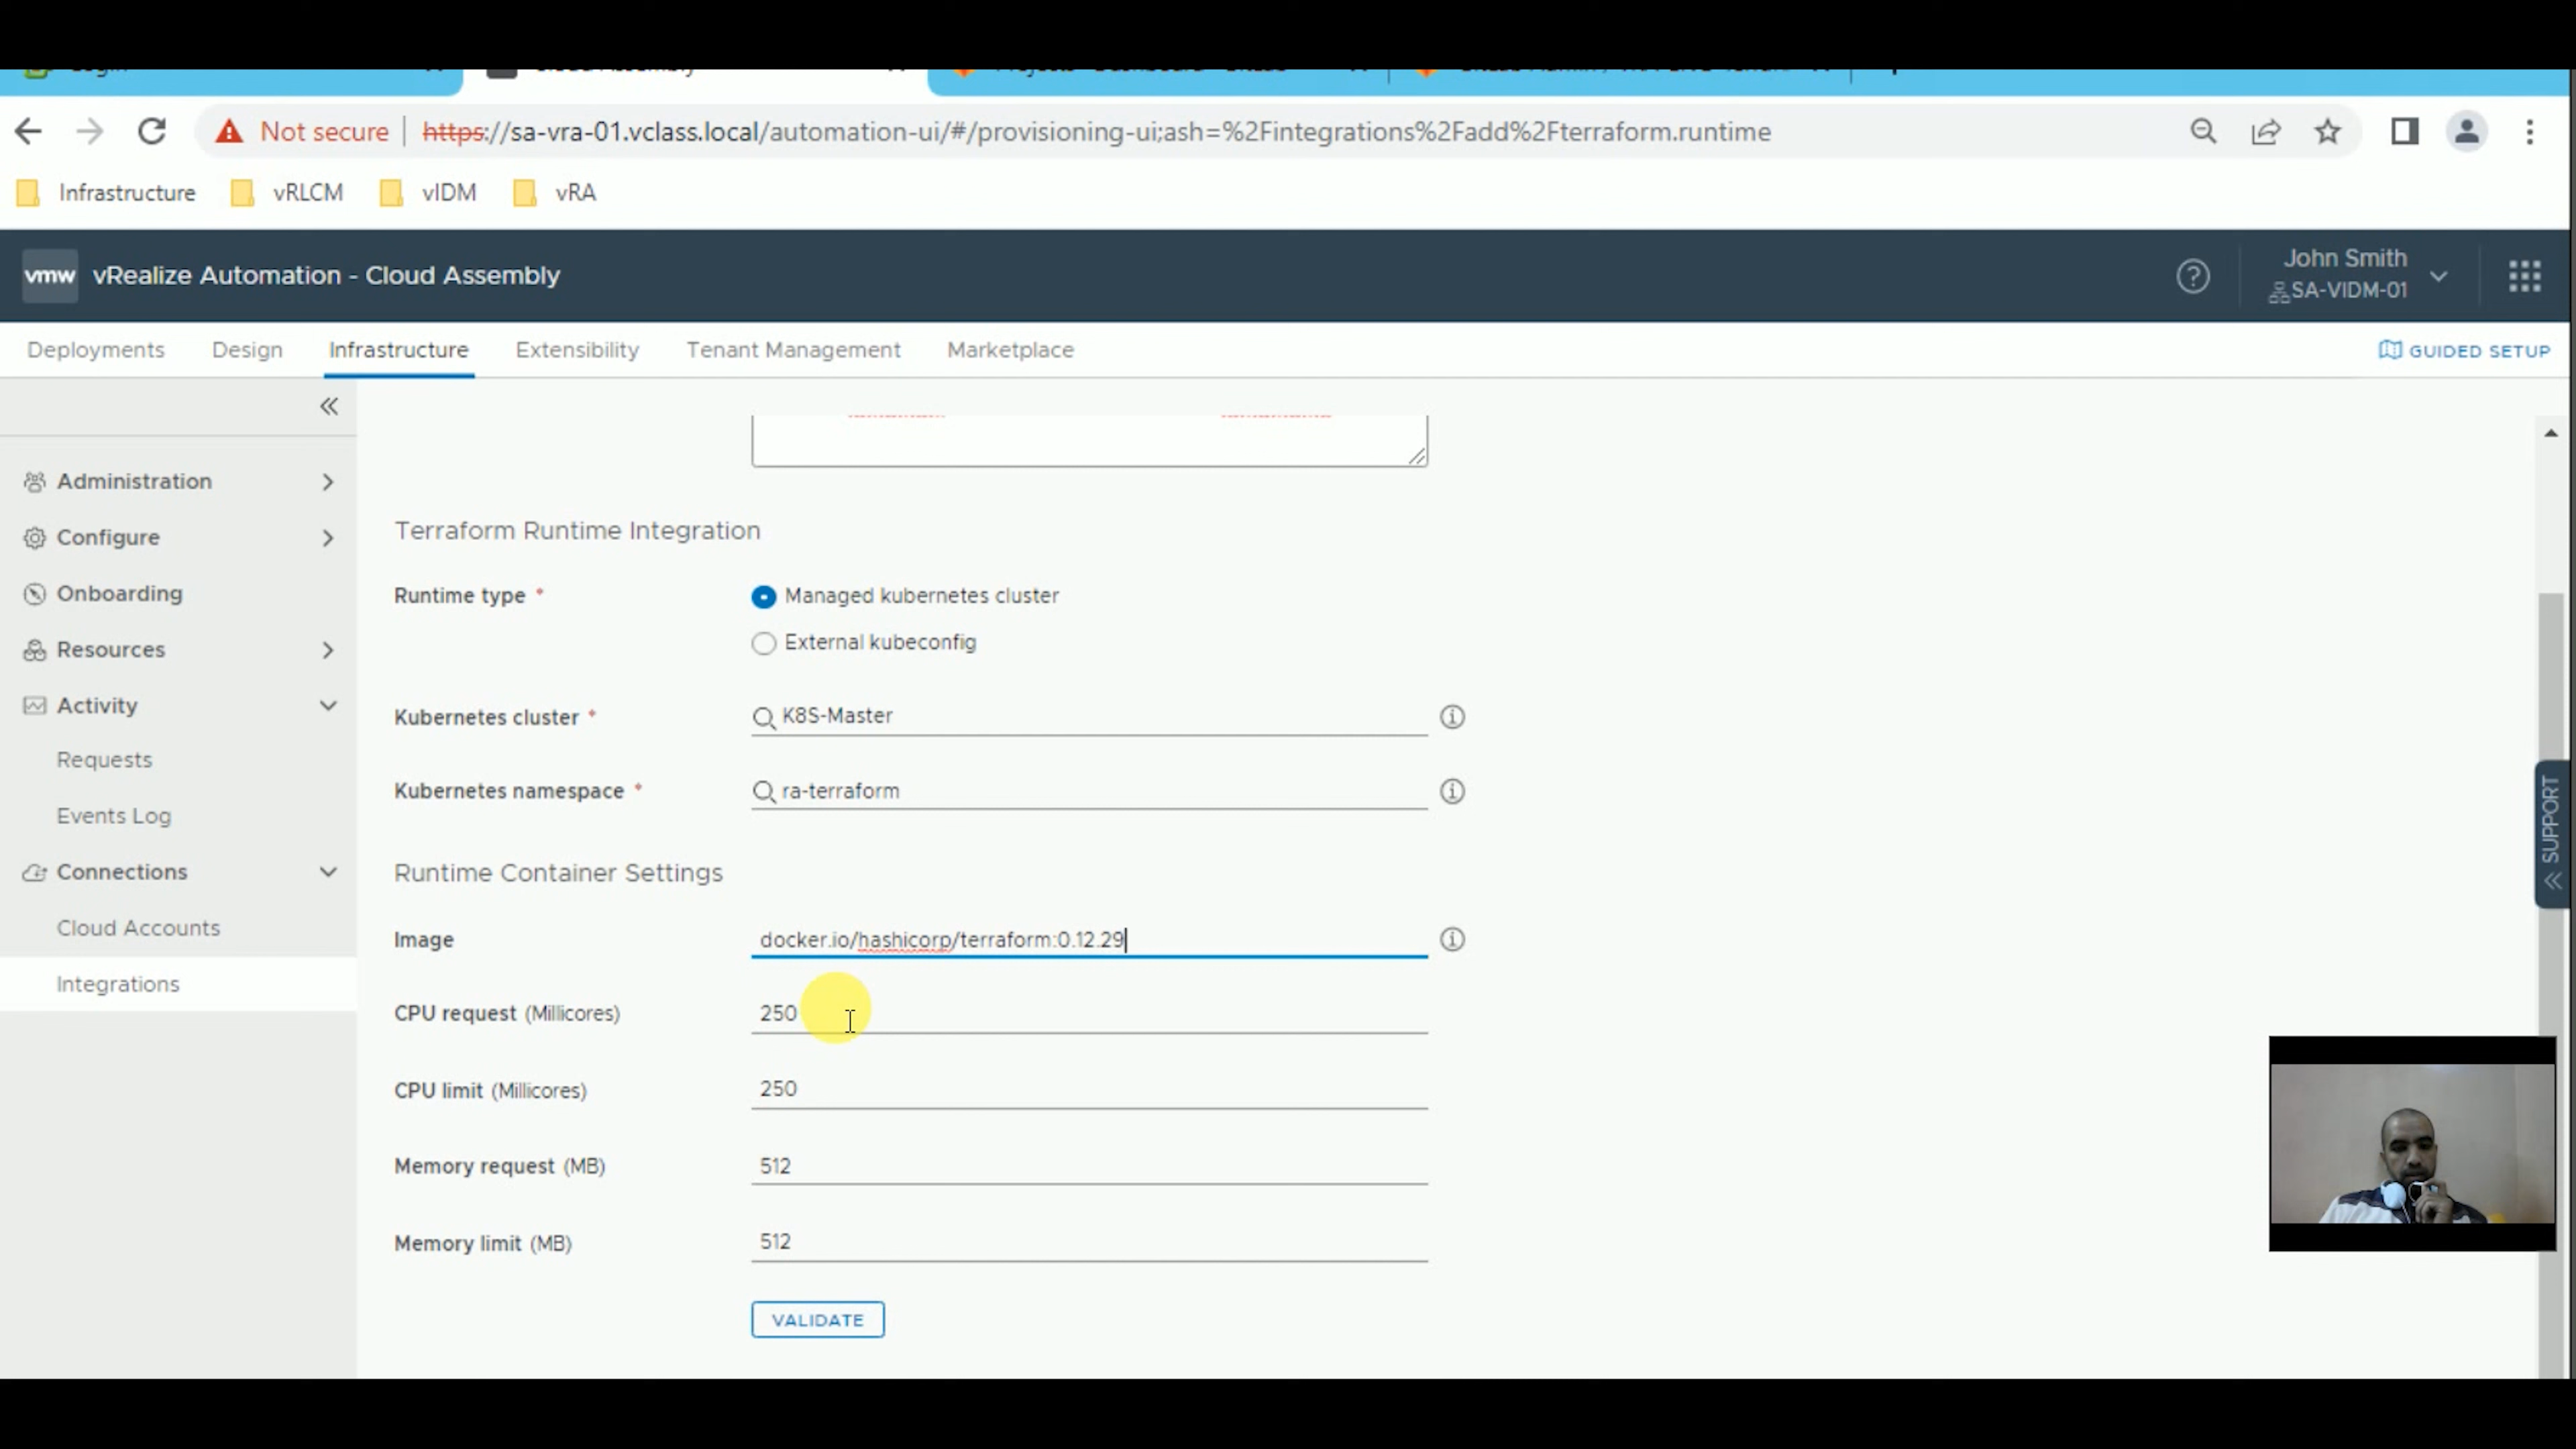 Not secure https://sa-vra-01.vclass.local/automation-ui/#/provisioning-ui;ash=%2Fintegrations%2Fadd%2Fterraform.runtime
Infrastructure vRLCM vIDM vRA
vmw vRealize Automation - Cloud Assembly
John Smith
SA-VIDM-01
Deployments Design Infrastructure Extensibility Tenant Management Marketplace GUIDED SETUP
Administration
Configure
Onboarding
Resources
Activity
Requests
Events Log
Connections
Cloud Accounts
Integrations
Terraform Runtime Integration
Runtime type * Managed kubernetes cluster
External kubeconfig
Kubernetes cluster * K8S-Master
Kubernetes namespace * ra-terraform
Runtime Container Settings
Image docker.io/hashicorp/terraform:0.12.29
CPU request (Millicores) 250
CPU limit (Millicores) 250
Memory request (MB) 512
Memory limit (MB) 512
VALIDATE
SUPPORT